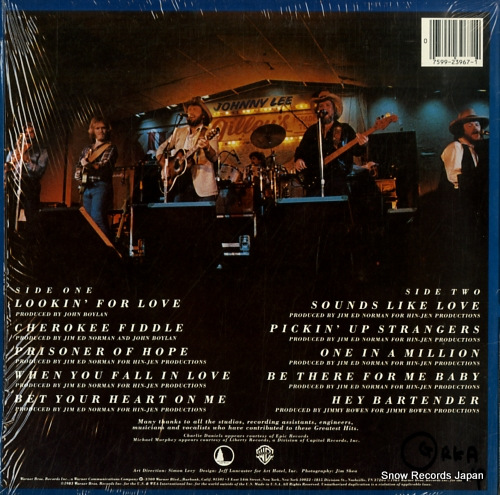 0
7599-23967-1
JOHNNY LEE
Gilley's
SIDE ONE
LOOKIN' FOR LOVE
PRODUCED BY JOHN BOYLAN
CHEROKEE FIDDLE
PRODUCED BY JIM ED NORMAN AND JOHN BOYLAN
PRISONER OF HOPE
PRODUCED BY JIM ED NORMAN FOR HIN-JEN PRODUCTIONS
WHEN YOU FALL IN LOVE
PRODUCED BY JIM ED NORMAN FOR HIN-JEN PRODUCTIONS
BET YOUR HEART ON ME
PRODUCED BY JIM ED NORMAN FOR HIN-JEN PRODUCTIONS
SIDE TWO
SOUNDS LIKE LOVE
PRODUCED BY JIM ED NORMAN FOR HIN-JEN PRODUCTIONS
PICKIN' UP STRANGERS
PRODUCED BY JIM ED NORMAN FOR HIN-JEN PRODUCTIONS
ONE IN A MILLION
PRODUCED BY JIM ED NORMAN FOR HIN-JEN PRODUCTIONS
BE THERE FOR ME BABY
PRODUCED BY JIM ED NORMAN FOR HIN-JEN PRODUCTIONS
HEY BARTENDER
PRODUCED BY JIMMY BOWEN FOR JIMMY BOWEN PRODUCTIONS
Many thanks to all the studios, recording assistants, engineers,
musicians and vocalists who have contributed to these Greatest Hits.
Charlie Daniels appears courtesy of Epic Records
Michael Murphey appears courtesy of Liberty Records, a Division of Capitol Records, Inc.
Art Direction: Simon Levy Design: Jeff Lancaster for Art Hotel, Inc. Photography: Jim Shea
Snow Records Japan